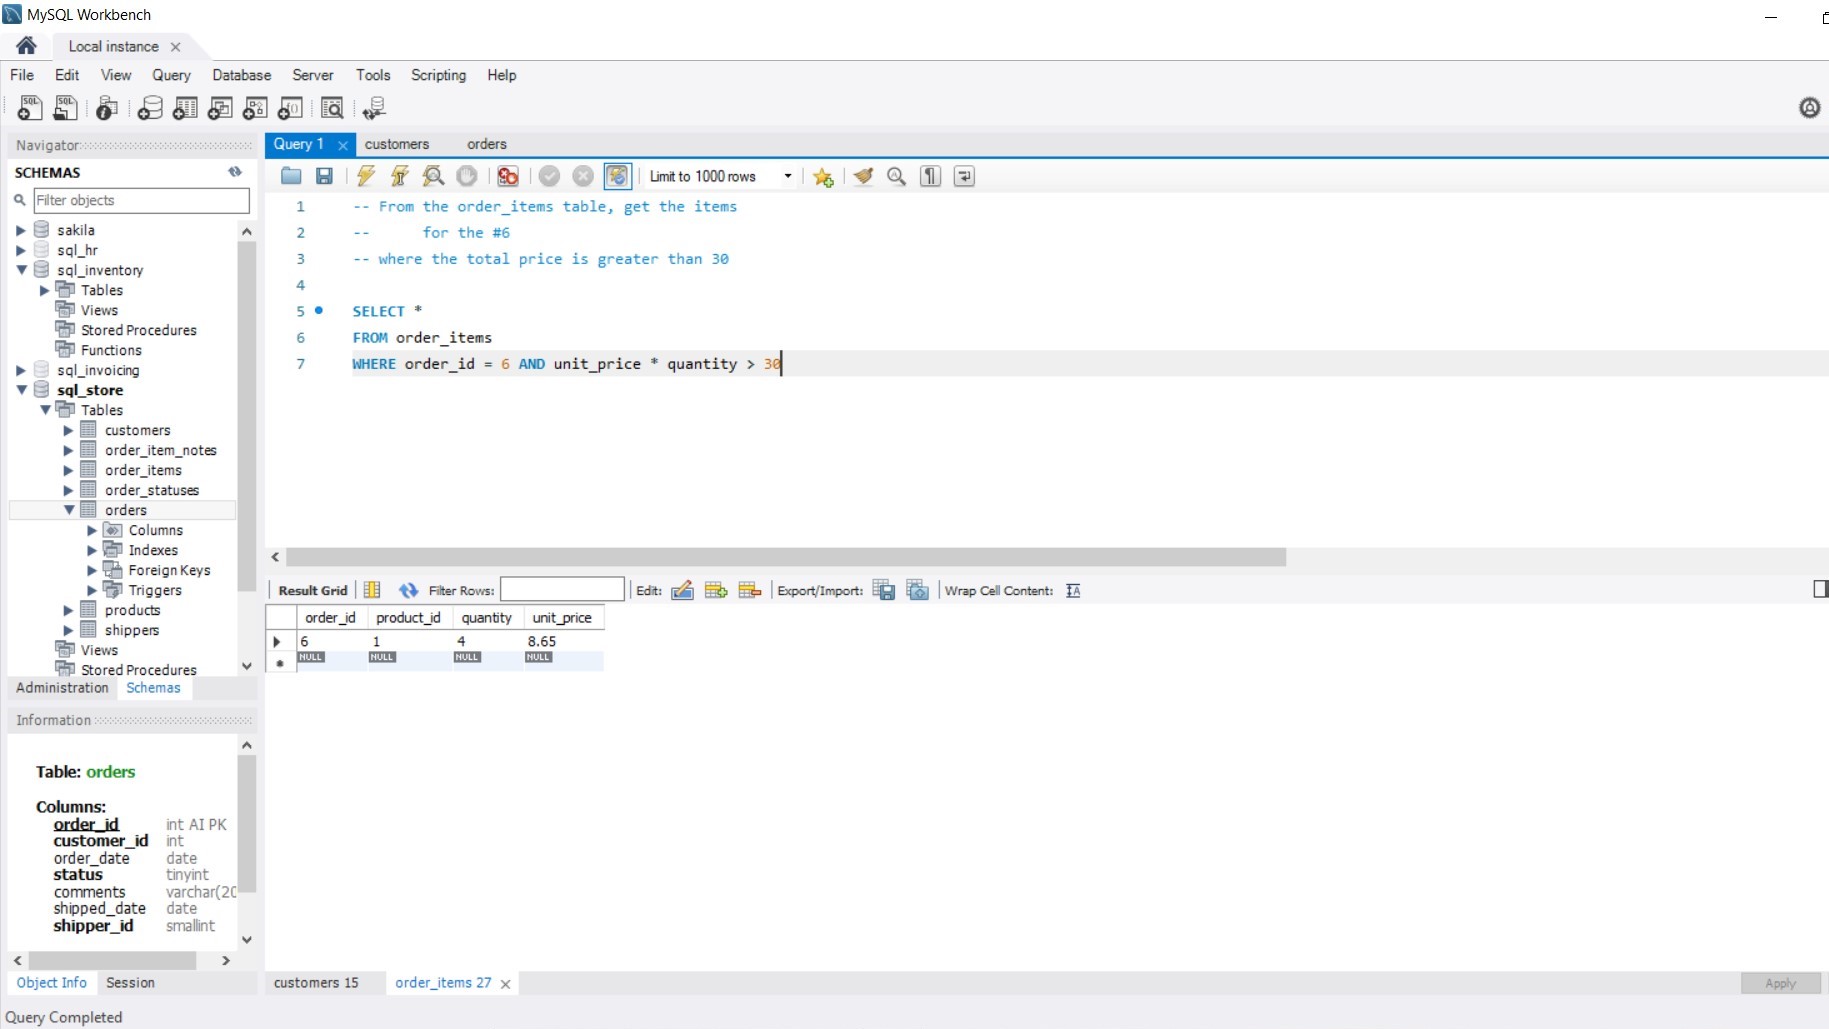 MySQL Workbench
Local instance
File Edit View Query Database Server Tools Scripting Help
Navigator
SCHEMAS
Filter objects
sakila
sql_hr
sql_inventory
Tables
Views
Stored Procedures
Functions
sql_invoicing
sql_store
Tables
customers
order_item_notes
order_items
order_statuses
orders
Columns
Indexes
Foreign Keys
Triggers
products
shippers
Views
Stored Procedures
Administration Schemas
Information
Table: orders
Columns:
order_id int AI PK
customer_id int
order_date date
status tinyint
comments varchar(20
shipped_date date
shipper_id smallint
Object Info Session
Query 1 customers orders
Limit to 1000 rows
1 -- From the order_items table, get the items
2 -- for the #6
3 -- where the total price is greater than 30
4
5 SELECT *
6 FROM order_items
7 WHERE order_id = 6 AND unit_price * quantity > 30
Result Grid Filter Rows: Edit: Export/Import: Wrap Cell Content:
order_id product_id quantity unit_price
6 1 4 8.65
NULL NULL NULL NULL
customers 15 order_items 27 Apply
Query Completed